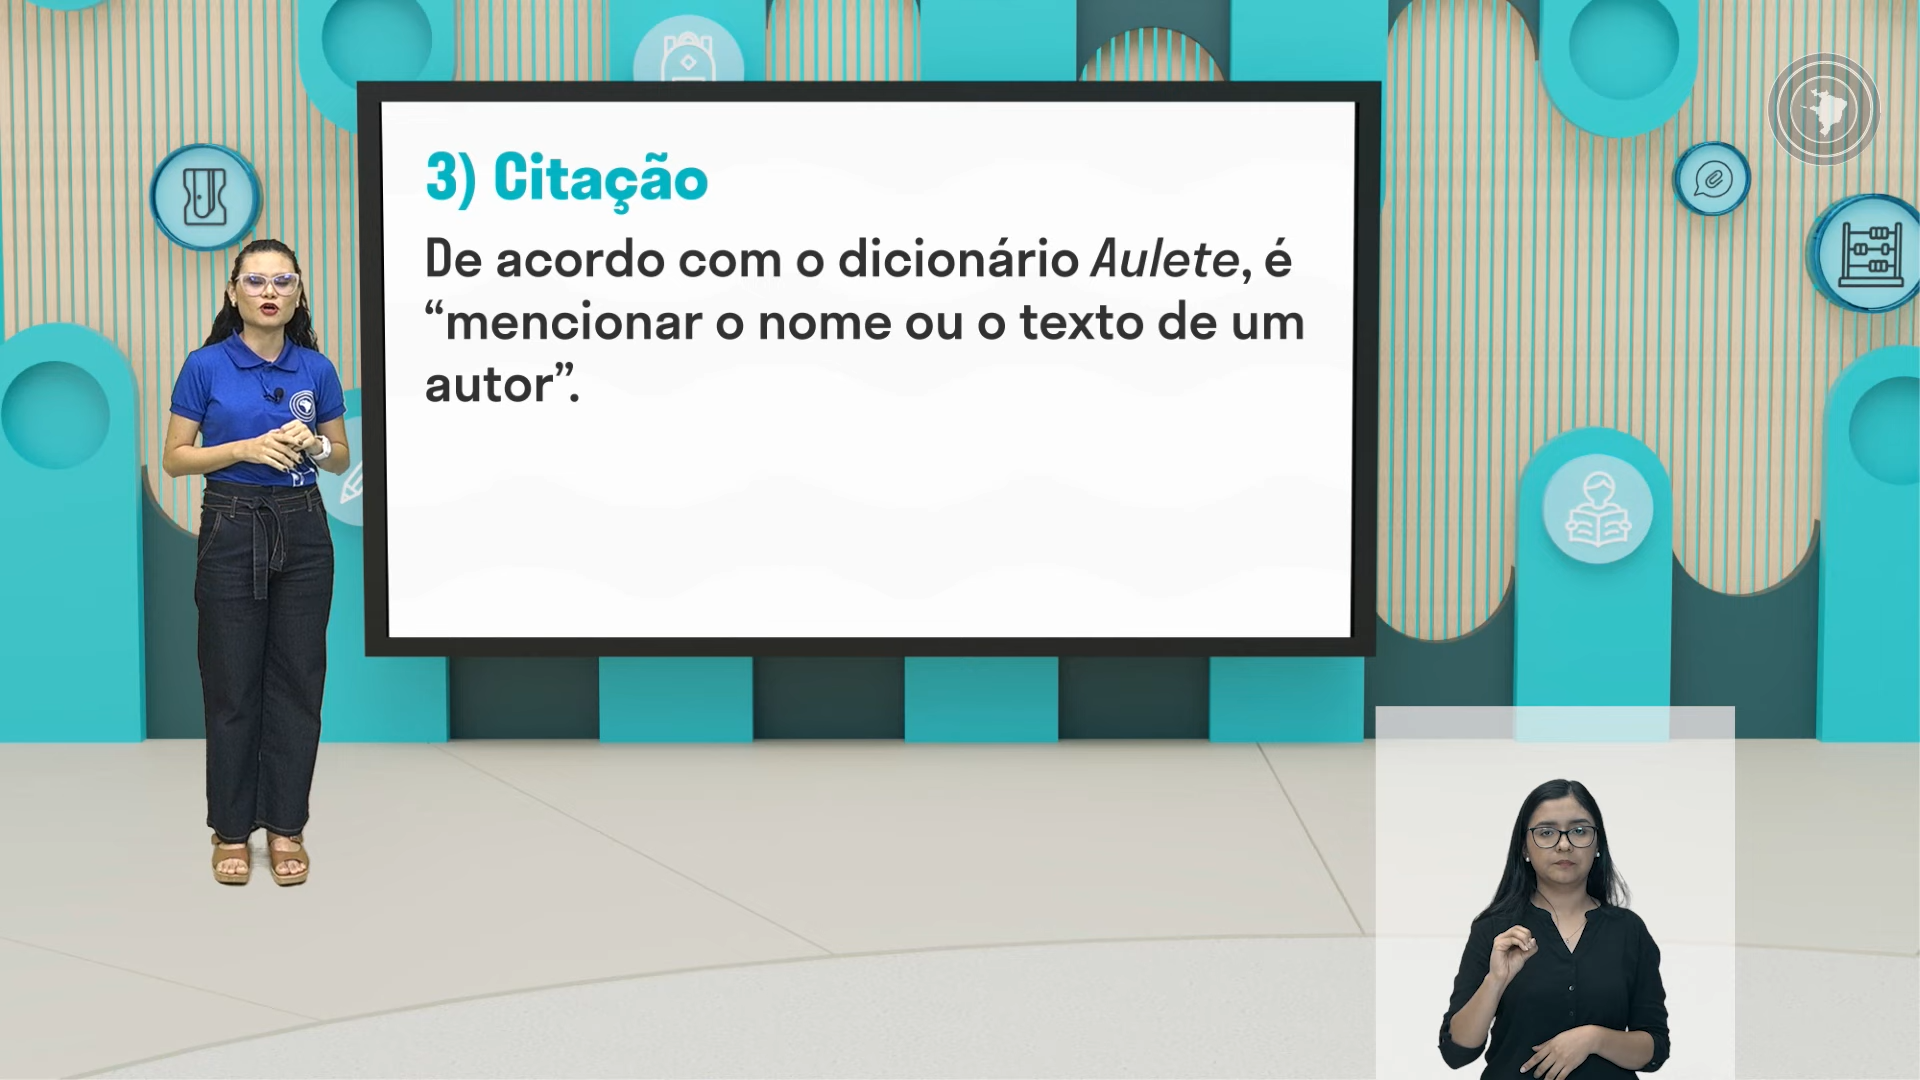 3) Citação
De acordo com o dicionário Aulete, é
“mencionar o nome ou o texto de um
autor”.